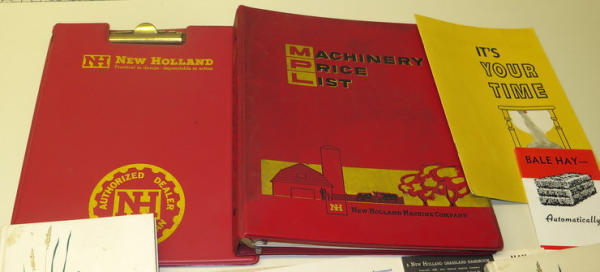 NH NEW HOLLAND
Practical in design · dependable in action
AUTHORIZED DEALER
NH
MACHINERY
PRICE
LIST
NH NEW HOLLAND MACHINE COMPANY
IT'S
YOUR
TIME
BALE HAY—
Automatically
A NEW HOLLAND GRASSLAND HANDBOOK